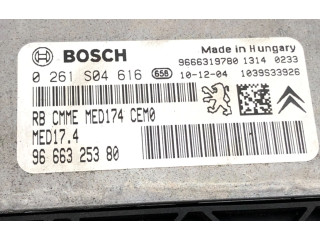 BOSCH
Made in Hungary
9666319780 1314 0233
0 261 S04 616 656 10-12-04 1039S33926
RB CMME MED174 CEM0
MED17.4
96 663 253 80